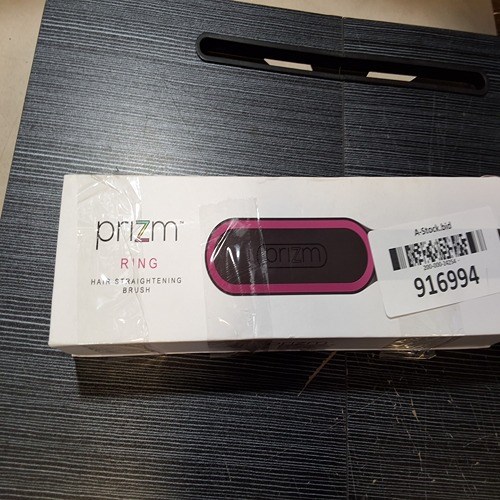 prizm™
RING
HAIR STRAIGHTENING
BRUSH
prizm
A-Stock.bid
916994